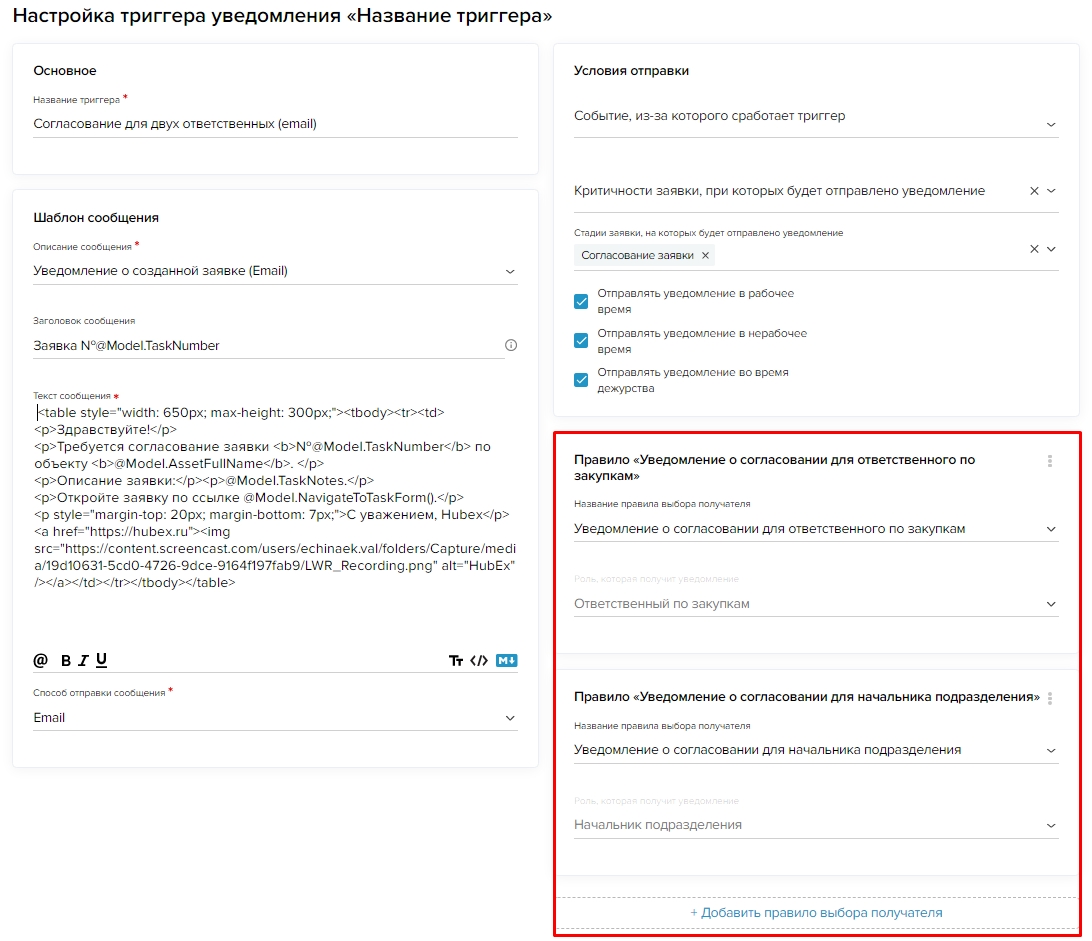 Настройка триггера уведомления «Название триггера»
Основное
Название триггера *
Согласование для двух ответственных (email)
Шаблон сообщения
Описание сообщения *
Уведомление о созданной заявке (Email)
Заголовок сообщения
Заявка №@Model.TaskNumber
Текст сообщения *
<table style="width: 650px; max-height: 300px;"><tbody><tr><td>
<p>Здравствуйте!</p>
<p>Требуется согласование заявки <b>№@Model.TaskNumber</b> по
объекту <b>@Model.AssetFullName</b>. </p>
<p>Описание заявки:</p><p>@Model.TaskNotes.</p>
<p>Откройте заявку по ссылке @Model.NavigateToTaskForm().</p>
<p style="margin-top: 20px; margin-bottom: 7px;">С уважением, Hubex</p>
<a href="https://hubex.ru"><img
src="https://content.screencast.com/users/echinaek.val/folders/Capture/medi
a/19d10631-5cd0-4726-9dce-9164f197fab9/LWR_Recording.png" alt="HubEx"
/></a></td></tr></tbody></table>
@ B I U Tт </> M↓
Способ отправки сообщения *
Email
Условия отправки
Событие, из-за которого сработает триггер
Критичности заявки, при которых будет отправлено уведомление
Стадии заявки, на которых будет отправлено уведомление
Согласование заявки
Отправлять уведомление в рабочее
время
Отправлять уведомление в нерабочее
время
Отправлять уведомление во время
дежурства
Правило «Уведомление о согласовании для ответственного по
закупкам»
Название правила выбора получателя
Уведомление о согласовании для ответственного по закупкам
Роль, которая получит уведомление
Ответственный по закупкам
Правило «Уведомление о согласовании для начальника подразделения»
Название правила выбора получателя
Уведомление о согласовании для начальника подразделения
Роль, которая получит уведомление
Начальник подразделения
+ Добавить правило выбора получателя